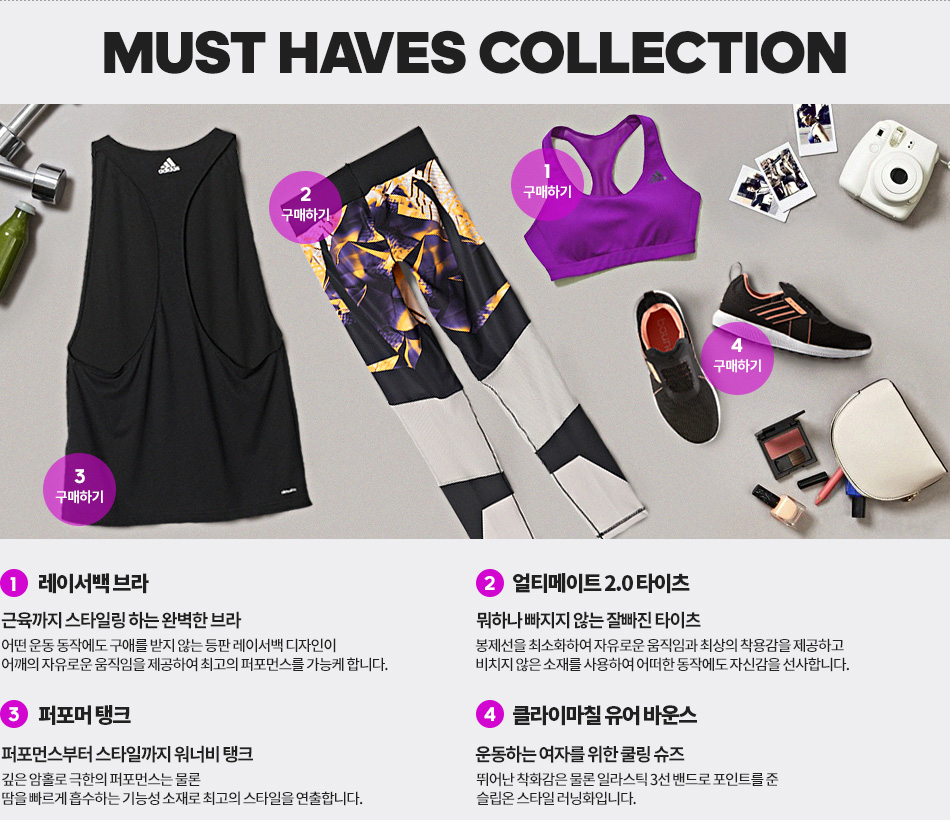 MUST HAVES COLLECTION
adidas
2
구매하기
1
구매하기
4
구매하기
3
구매하기
1 레이서백 브라
근육까지 스타일링 하는 완벽한 브라
어떤 운동 동작에도 구애를 받지 않는 등판 레이서백 디자인이
어깨의 자유로운 움직임을 제공하여 최고의 퍼포먼스를 가능케 합니다.
2 얼티메이트 2.0 타이츠
뭐하나 빠지지 않는 잘빠진 타이츠
봉제선을 최소화하여 자유로운 움직임과 최상의 착용감을 제공하고
비치지 않은 소재를 사용하여 어떠한 동작에도 자신감을 선사합니다.
3 퍼포머 탱크
퍼포먼스부터 스타일까지 워너비 탱크
깊은 암홀로 극한의 퍼포먼스는 물론
땀을 빠르게 흡수하는 기능성 소재로 최고의 스타일을 연출합니다.
4 클라이마칠 유어 바운스
운동하는 여자를 위한 쿨링 슈즈
뛰어난 착화감은 물론 일라스틱 3선 밴드로 포인트를 준
슬립온 스타일 러닝화입니다.